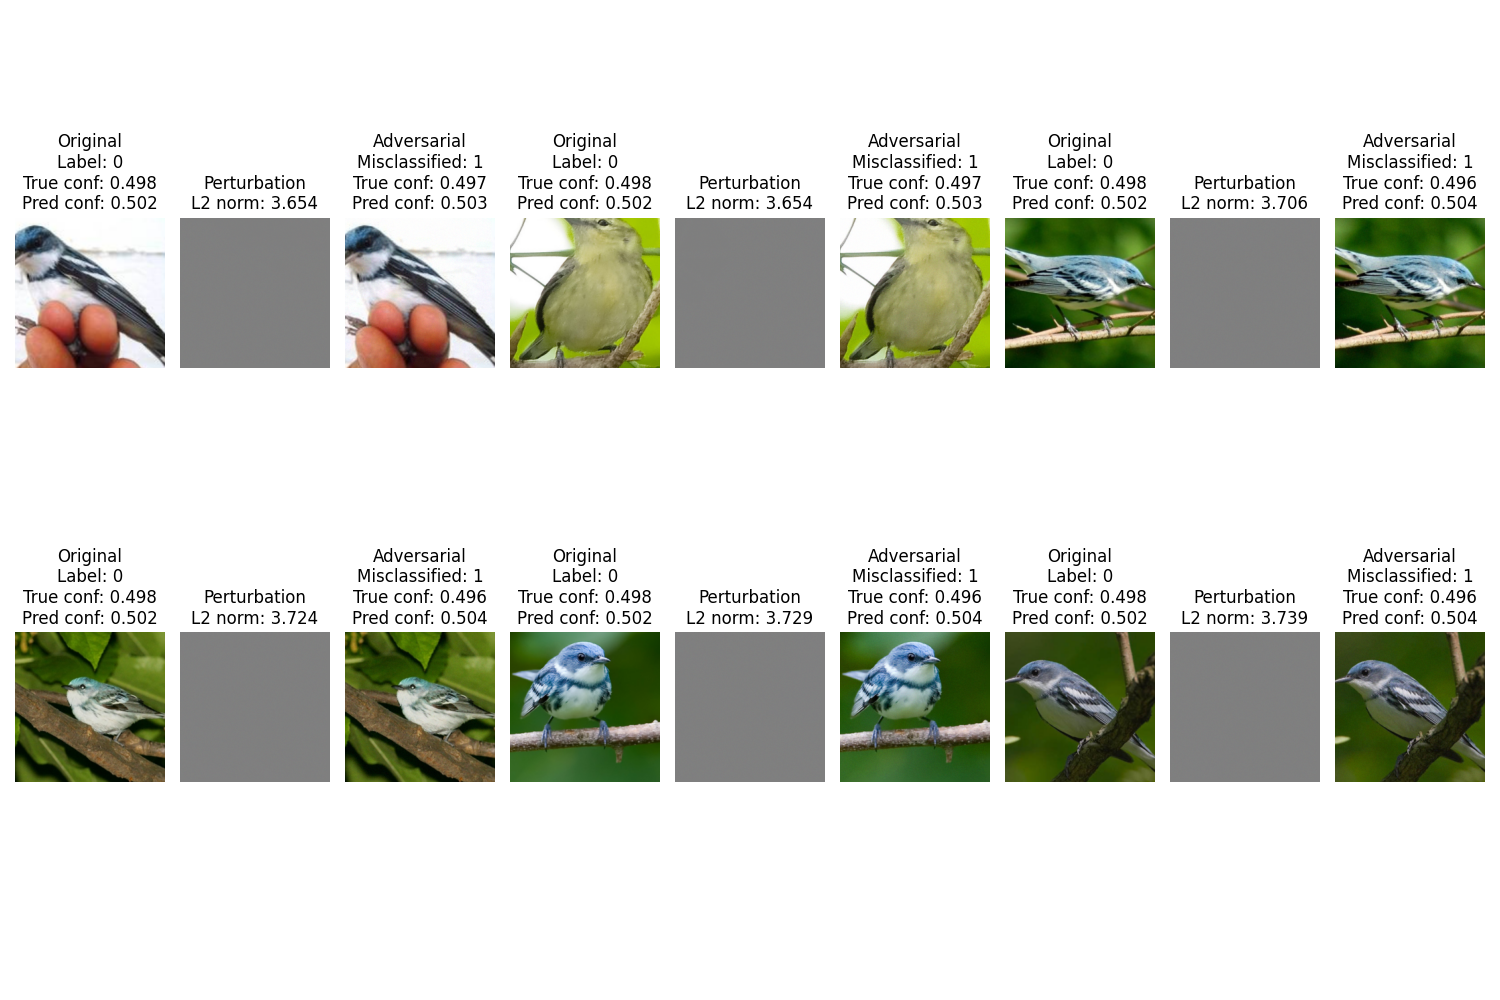 Original
Label: 0
True conf: 0.498
Pred conf: 0.502
Perturbation
L2 norm: 3.654
Adversarial
Misclassified: 1
True conf: 0.497
Pred conf: 0.503
Original
Label: 0
True conf: 0.498
Pred conf: 0.502
Perturbation
L2 norm: 3.654
Adversarial
Misclassified: 1
True conf: 0.497
Pred conf: 0.503
Original
Label: 0
True conf: 0.498
Pred conf: 0.502
Perturbation
L2 norm: 3.706
Adversarial
Misclassified: 1
True conf: 0.496
Pred conf: 0.504
Original
Label: 0
True conf: 0.498
Pred conf: 0.502
Perturbation
L2 norm: 3.724
Adversarial
Misclassified: 1
True conf: 0.496
Pred conf: 0.504
Original
Label: 0
True conf: 0.498
Pred conf: 0.502
Perturbation
L2 norm: 3.729
Adversarial
Misclassified: 1
True conf: 0.496
Pred conf: 0.504
Original
Label: 0
True conf: 0.498
Pred conf: 0.502
Perturbation
L2 norm: 3.739
Adversarial
Misclassified: 1
True conf: 0.496
Pred conf: 0.504